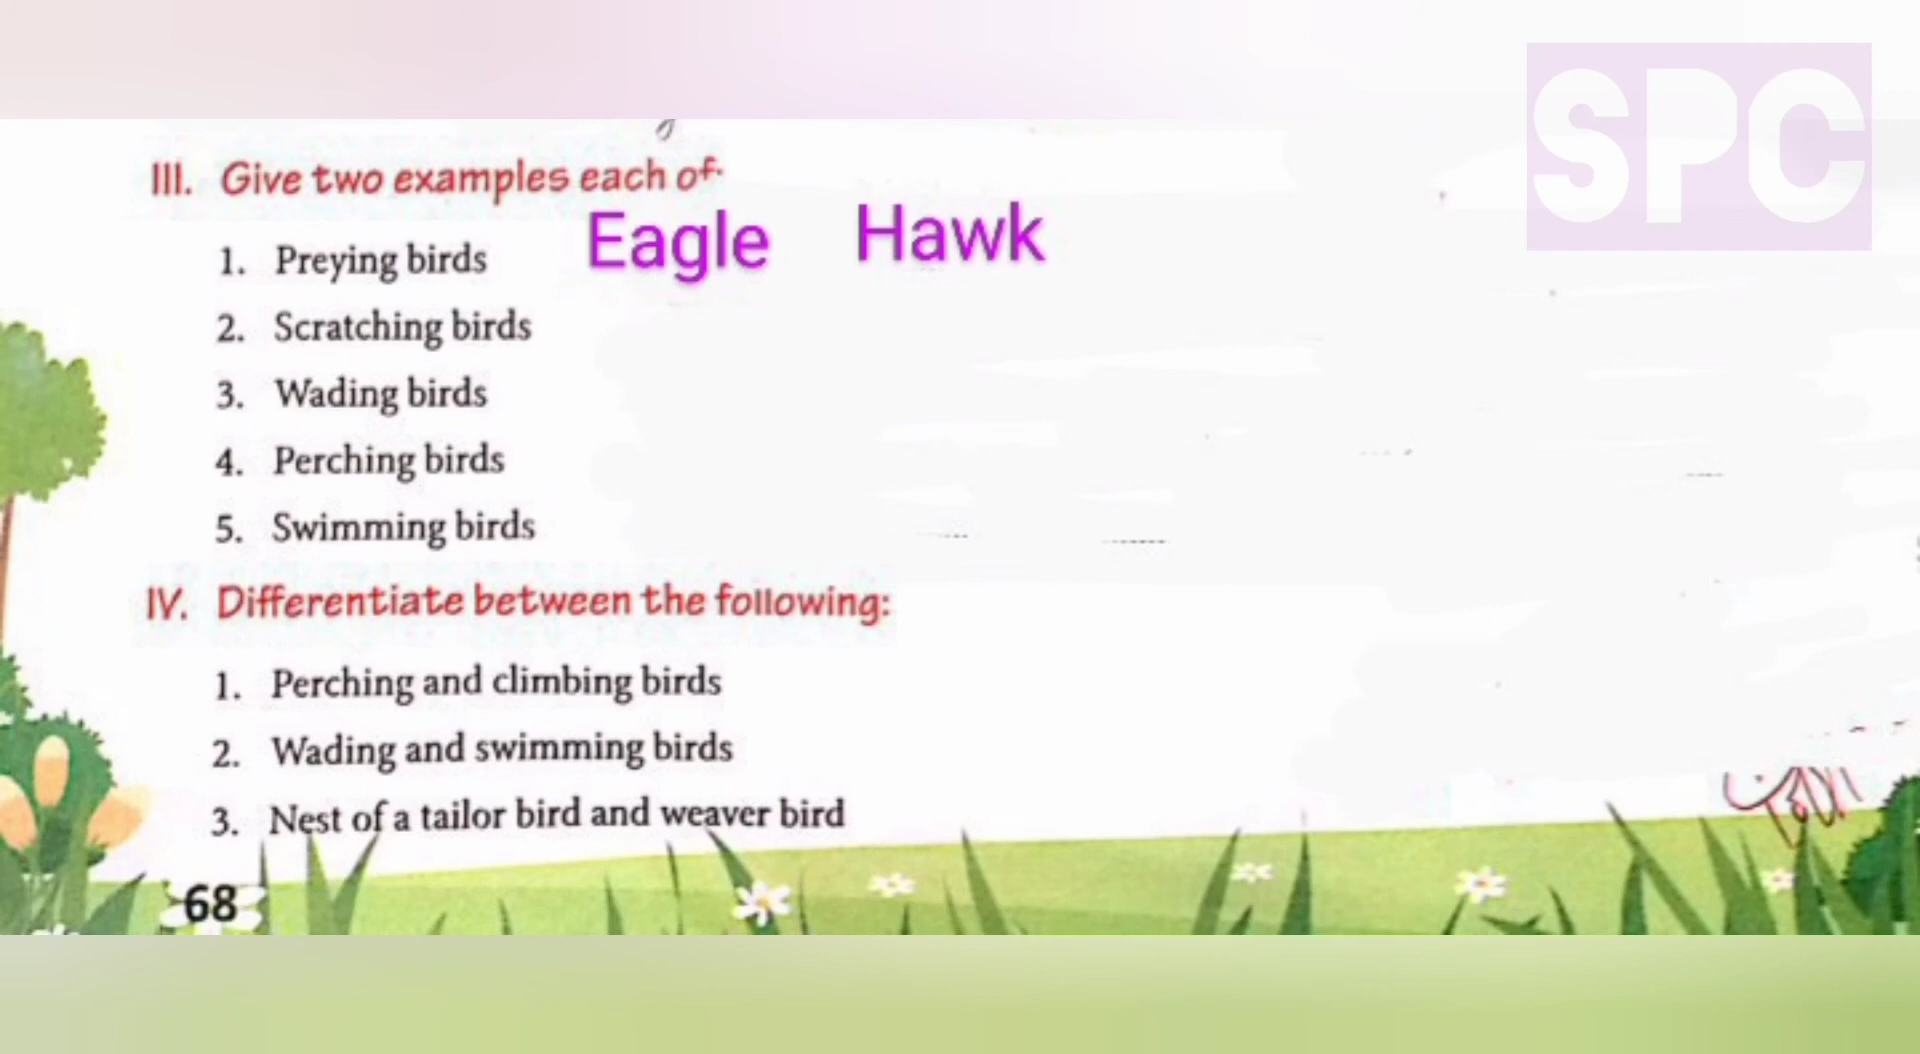 SPC
III. Give two examples each of
1. Preying birds Eagle Hawk
2. Scratching birds
3. Wading birds
4. Perching birds
5. Swimming birds
IV. Differentiate between the following:
1. Perching and climbing birds
2. Wading and swimming birds
3. Nest of a tailor bird and weaver bird
68